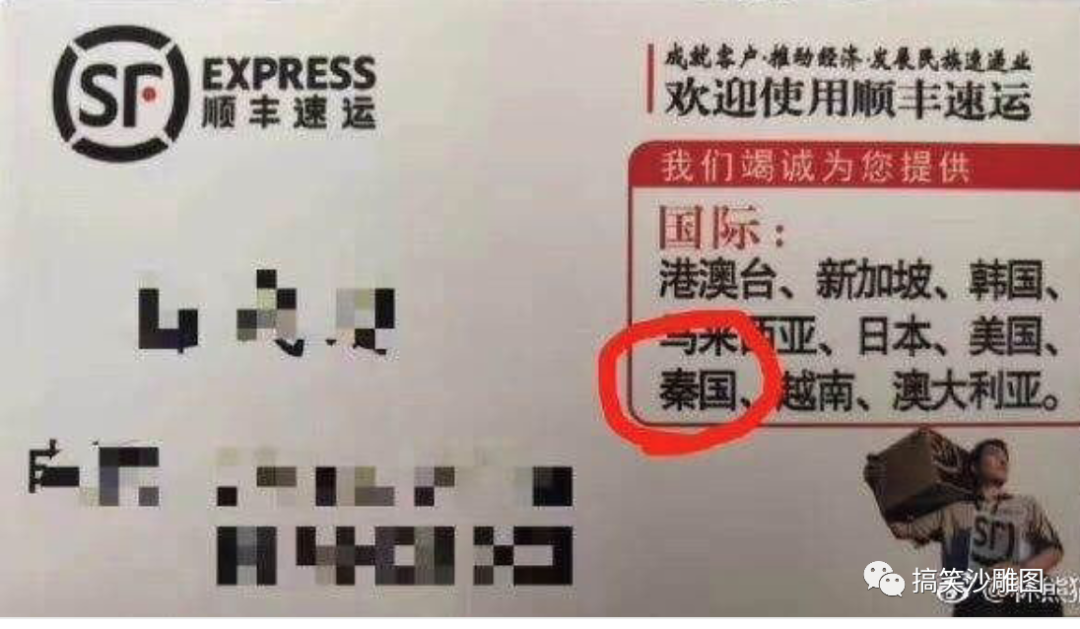 SF EXPRESS
顺丰速运
成就客户·推动经济·发展民族速递业
欢迎使用顺丰速运
我们竭诚为您提供
国际：
港澳台、新加坡、韩国、
马来西亚、日本、美国、
秦国、越南、澳大利亚。
SF
搞笑沙雕图